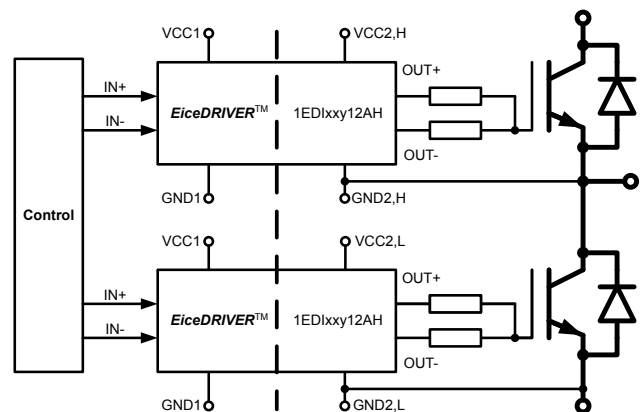 VCC1
VCC2,H
IN+
IN-
EiceDRIVER™
1EDIxxy12AH
OUT+
OUT-
GND1
GND2,H
Control
VCC1
VCC2,L
IN+
IN-
EiceDRIVER™
1EDIxxy12AH
OUT+
OUT-
GND1
GND2,L